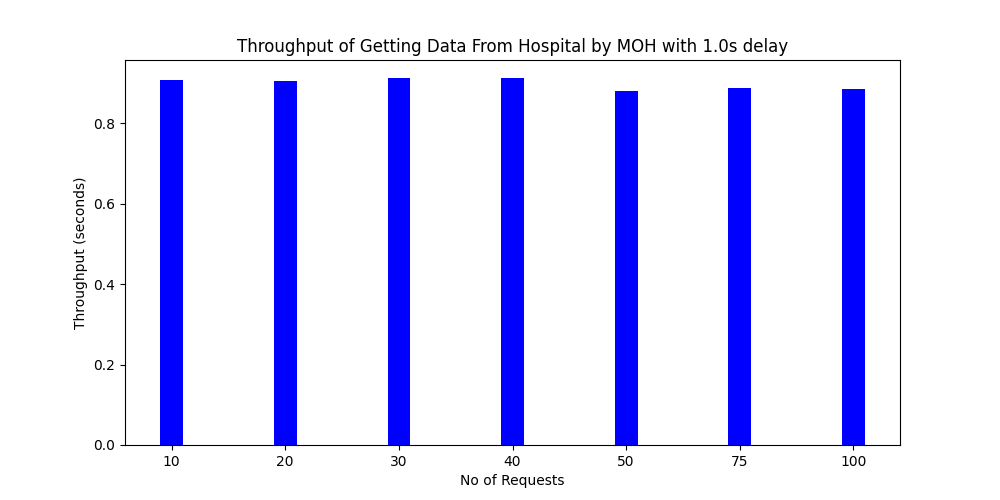 Throughput of Getting Data From Hospital by MOH with 1.0s delay
Throughput (seconds)
0.8
0.6
0.4
0.2
0.0
10 20 30 40 50 75 100
No of Requests